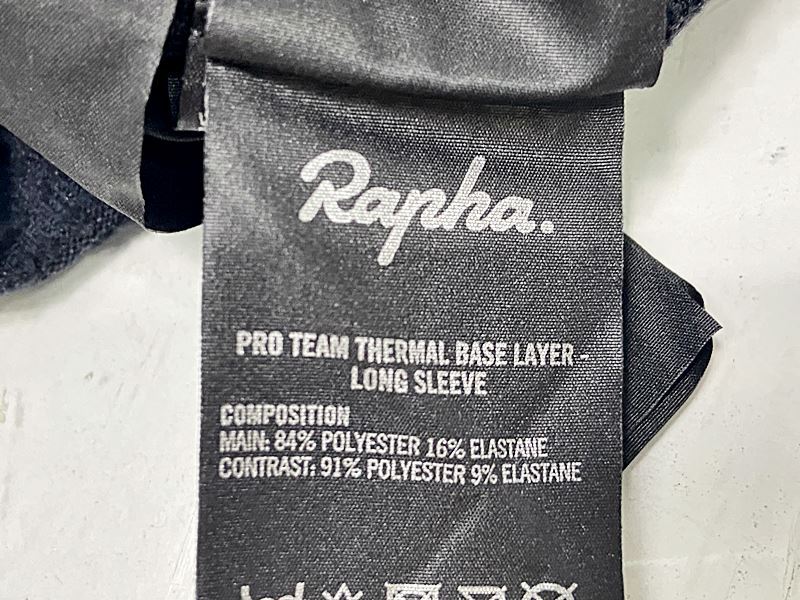 Rapha.
PRO TEAM THERMAL BASE LAYER -
LONG SLEEVE
COMPOSITION
MAIN: 84% POLYESTER 16% ELASTANE
CONTRAST: 91% POLYESTER 9% ELASTANE